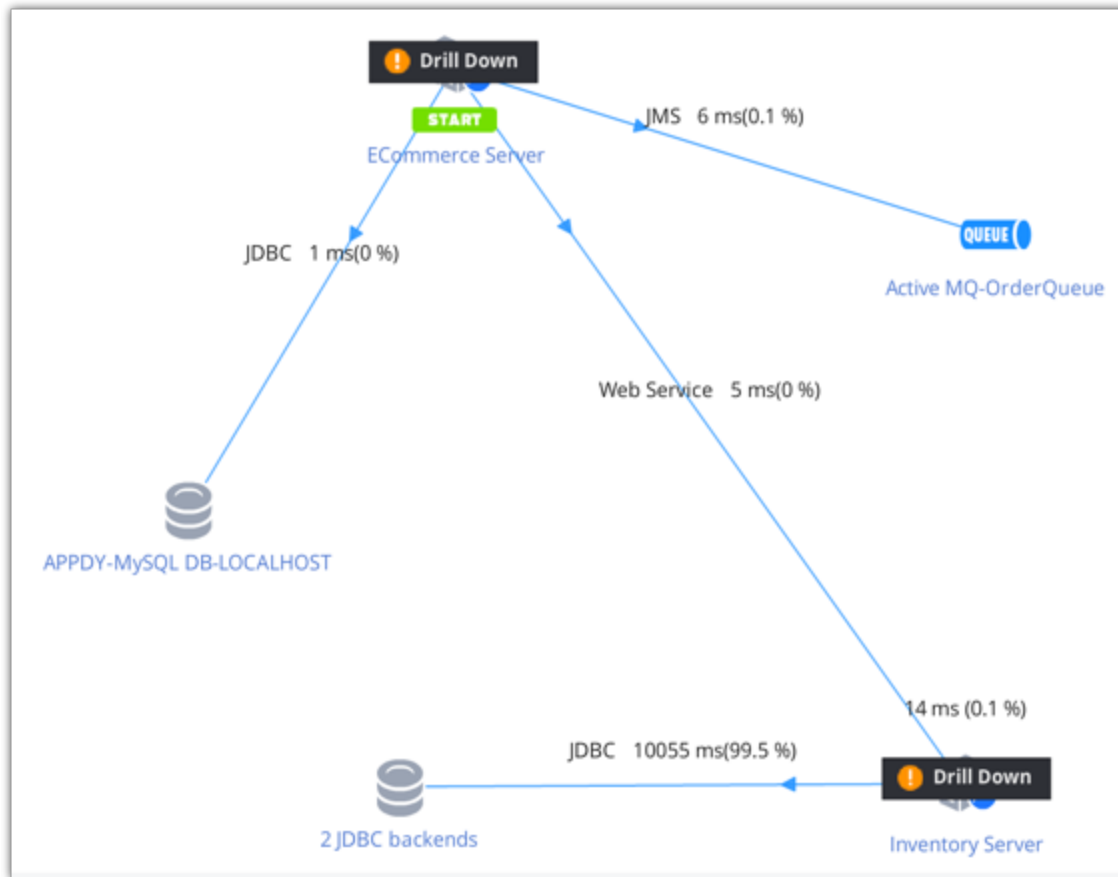 Drill Down
START
ECommerce Server
JMS 6 ms(0.1 %)
QUEUE
Active MQ-OrderQueue
JDBC 1 ms(0 %)
Web Service 5 ms(0 %)
APPDY-MySQL DB-LOCALHOST
14 ms (0.1 %)
JDBC 10055 ms(99.5 %)
Drill Down
2 JDBC backends
Inventory Server